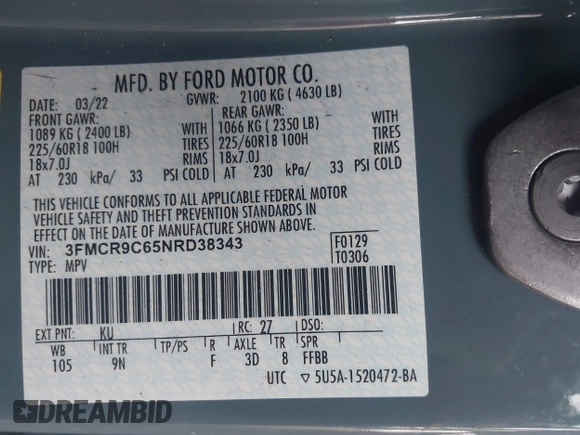 MFD. BY FORD MOTOR CO.
DATE: 03/22 GVWR: 2100 KG ( 4630 LB)
FRONT GAWR: REAR GAWR:
1089 KG ( 2400 LB) WITH 1066 KG ( 2350 LB) WITH
225/60R18 100H TIRES 225/60R18 100H TIRES
18x7.0J RIMS 18x7.0J RIMS
AT 230 kPa/ 33 PSI COLD AT 230 kPa/ 33 PSI COLD
THIS VEHICLE CONFORMS TO ALL APPLICABLE FEDERAL MOTOR
VEHICLE SAFETY AND THEFT PREVENTION STANDARDS IN
EFFECT ON THE DATE OF MANUFACTURE SHOWN ABOVE.
VIN: 3FMCR9C65NRD38343 F0129
TYPE: MPV T0306
EXT PNT: KU RC: 27 DSO:
WB INT TR TP/PS R AXLE TR SPR
105 9N F 3D 8 FFBB
UTC ▽ 5U5A-1520472-BA
DREAMBID